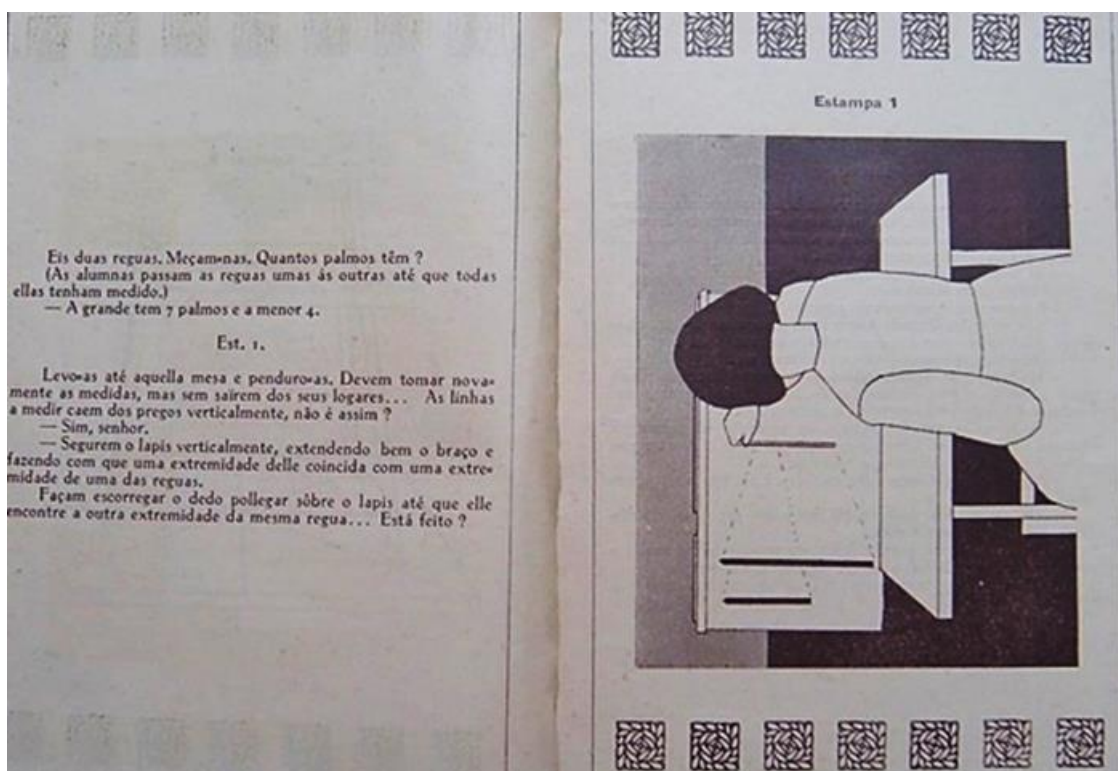 Eis duas reguas. Meçam-nas. Quantos palmos têm ?
(As alumnas passam as reguas umas ás outras até que todas
ellas tenham medido.)
— A grande tem 7 palmos e a menor 4.
Est. 1.
Levo-as até aquella mesa e penduro-as. Devem tomar nova-
mente as medidas, mas sem saírem dos seus logares... As linhas
a medir caem dos pregos verticalmente, não é assim ?
— Sim, senhor.
— Segurem o lapis verticalmente, extendendo bem o braço e
fazendo com que uma extremidade delle coincida com uma extre-
midade de uma das reguas.
Façam escorregar o dedo pollegar sôbre o lapis até que elle
encontre a outra extremidade da mesma regua... Está feito ?
Estampa 1